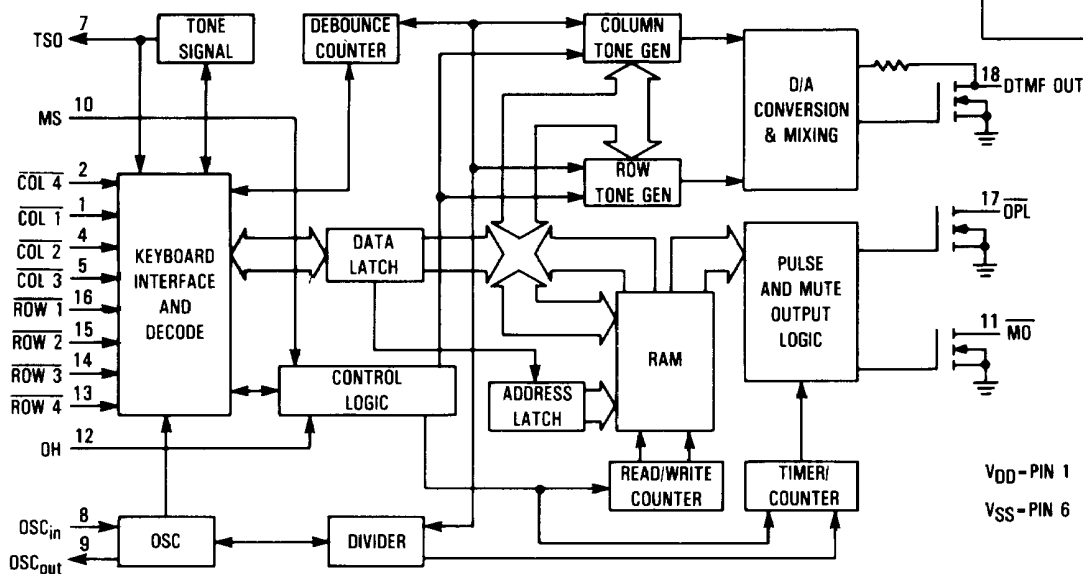 7
TSO
TONE
SIGNAL
DEBOUNCE
COUNTER
COLUMN
TONE GEN
D/A
CONVERSION
& MIXING
18
DTMF OUT
10
MS
ROW
TONE GEN
2
COL 4
1
COL 1
4
COL 2
5
COL 3
16
ROW 1
15
ROW 2
14
ROW 3
13
ROW 4
KEYBOARD
INTERFACE
AND
DECODE
DATA
LATCH
17
OPL
PULSE
AND MUTE
OUTPUT
LOGIC
11
MO
RAM
CONTROL
LOGIC
ADDRESS
LATCH
12
OH
READ/WRITE
COUNTER
TIMER/
COUNTER
VDD=PIN 1
VSS=PIN 6
8
OSCin
9
OSCout
OSC
DIVIDER